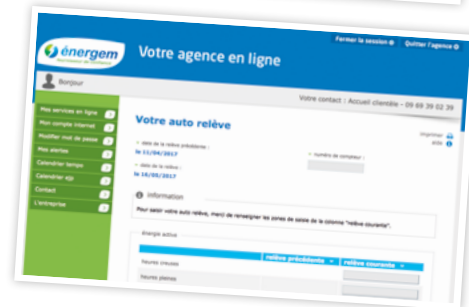 Fermer la session Quitter l'agence
énergem
Votre agence en ligne
Bonjour
Votre contact : Accueil clientèle - 09 69 39 02 39
Mes services en ligne
Mon compte internet
Modifier mot de passe
Mes alertes
Calendrier tempo
Calendrier ejp
Contact
L'entreprise
Votre auto relève
imprimer
aide
date de la relève précédente :
le 11/04/2017
numéro de compteur :
date de la relève :
le 16/05/2017
Information
Pour saisir votre auto relève, merci de renseigner les zones de saisie de la colonne "relève courante".
énergie active
relève précédente
relève courante
heures creuses
heures pleines